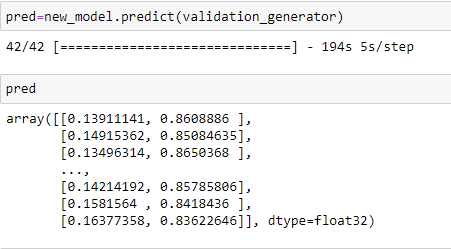 pred=new_model.predict(validation_generator)
42/42 [==============================] - 194s 5s/step
pred
array([[0.13911141, 0.8608886 ],
       [0.14915362, 0.85084635],
       [0.13496314, 0.8650368 ],
       ...,
       [0.14214192, 0.85785806],
       [0.1581564 , 0.8418436 ],
       [0.16377358, 0.83622646]], dtype=float32)